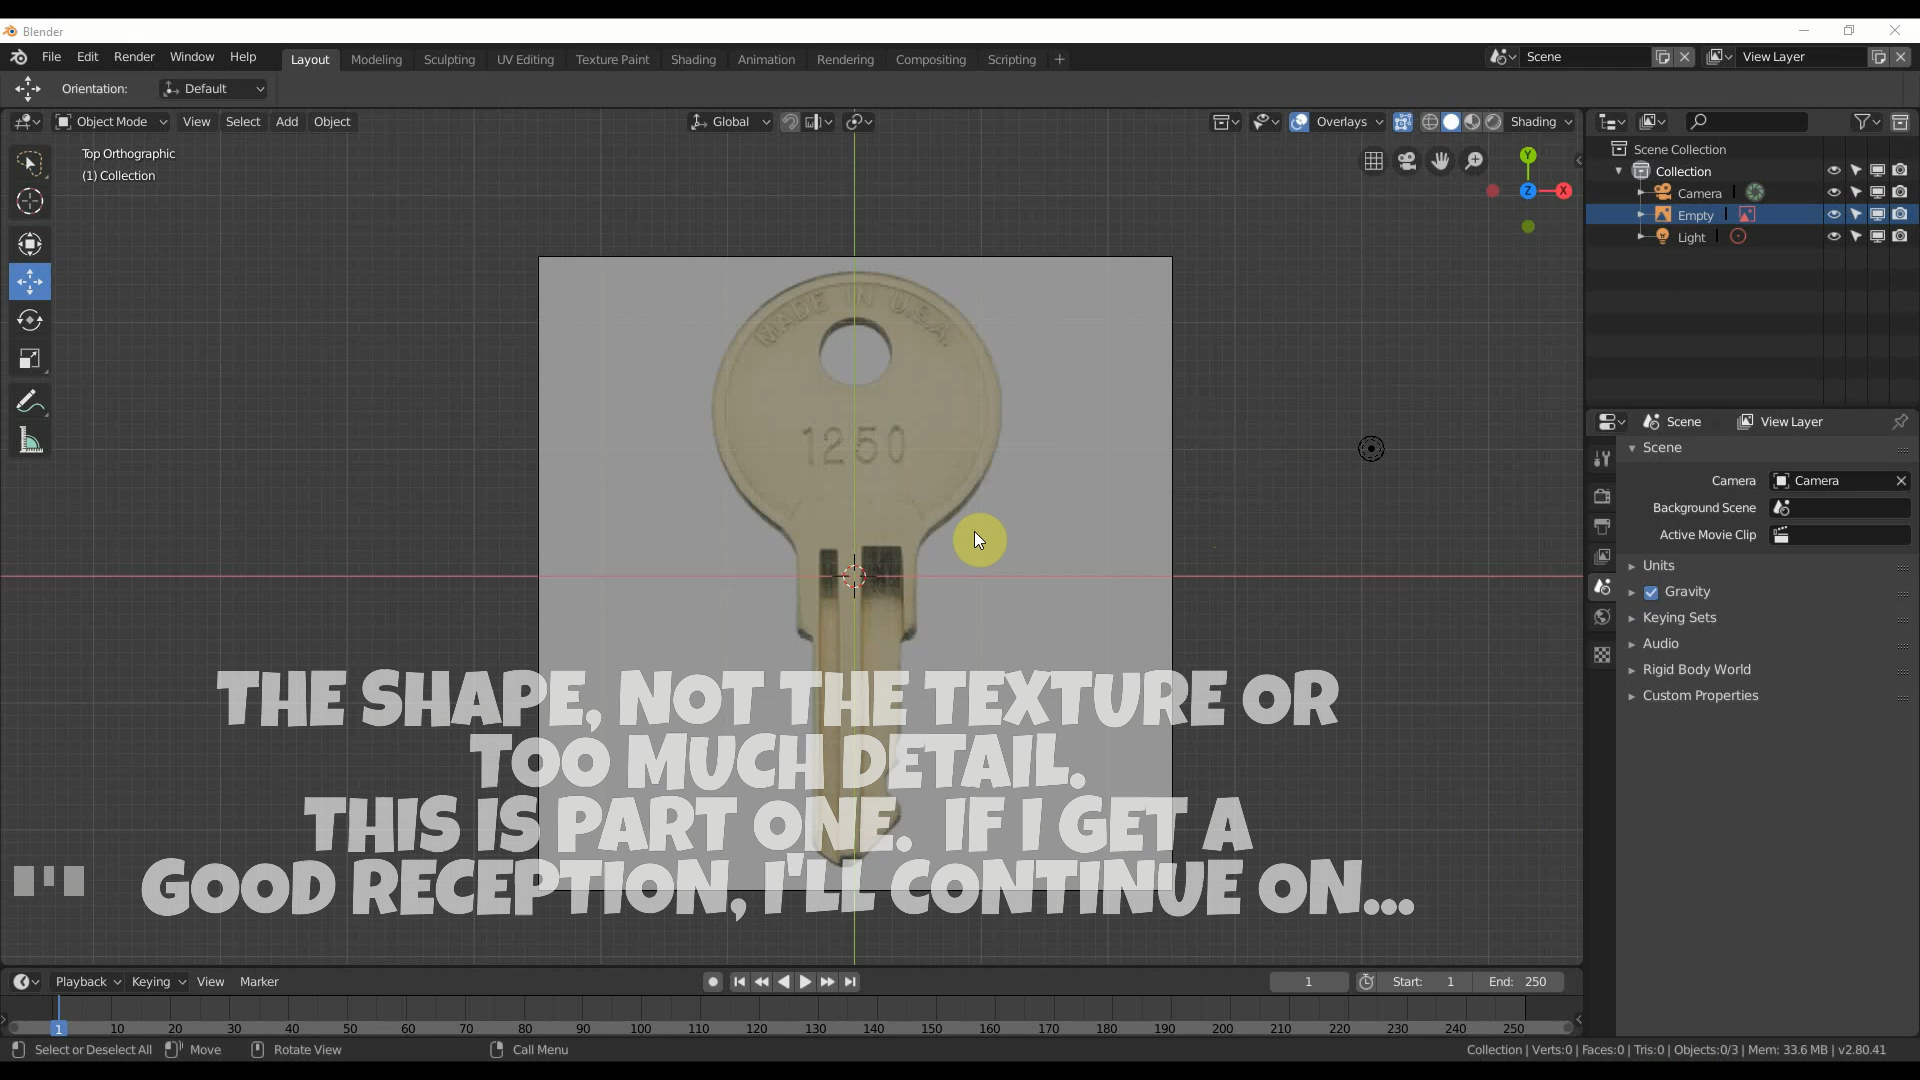 Blender
File Edit Render Window Help Layout Modeling Sculpting UV Editing Texture Paint Shading Animation Rendering Compositing Scripting + Scene View Layer
Orientation: Default
Object Mode View Select Add Object Global Overlays Shading
Top Orthographic
(1) Collection
Y
Z X
Scene Collection
Collection
Camera
Empty
Light
MADE IN U.S.A.
1250
Scene View Layer
Scene
Camera Camera
Background Scene
Active Movie Clip
Units
Gravity
Keying Sets
Audio
Rigid Body World
Custom Properties
THE SHAPE, NOT THE TEXTURE OR
TOO MUCH DETAIL.
THIS IS PART ONE. IF I GET A
GOOD RECEPTION, I'LL CONTINUE ON...
Playback Keying View Marker 1 Start: 1 End: 250
1 10 20 30 40 50 60 70 80 90 100 110 120 130 140 150 160 170 180 190 200 210 220 230 240 250
Select or Deselect All Move Rotate View Call Menu Collection | Verts:0 | Faces:0 | Tris:0 | Objects:0/3 | Mem: 33.6 MB | v2.80.41